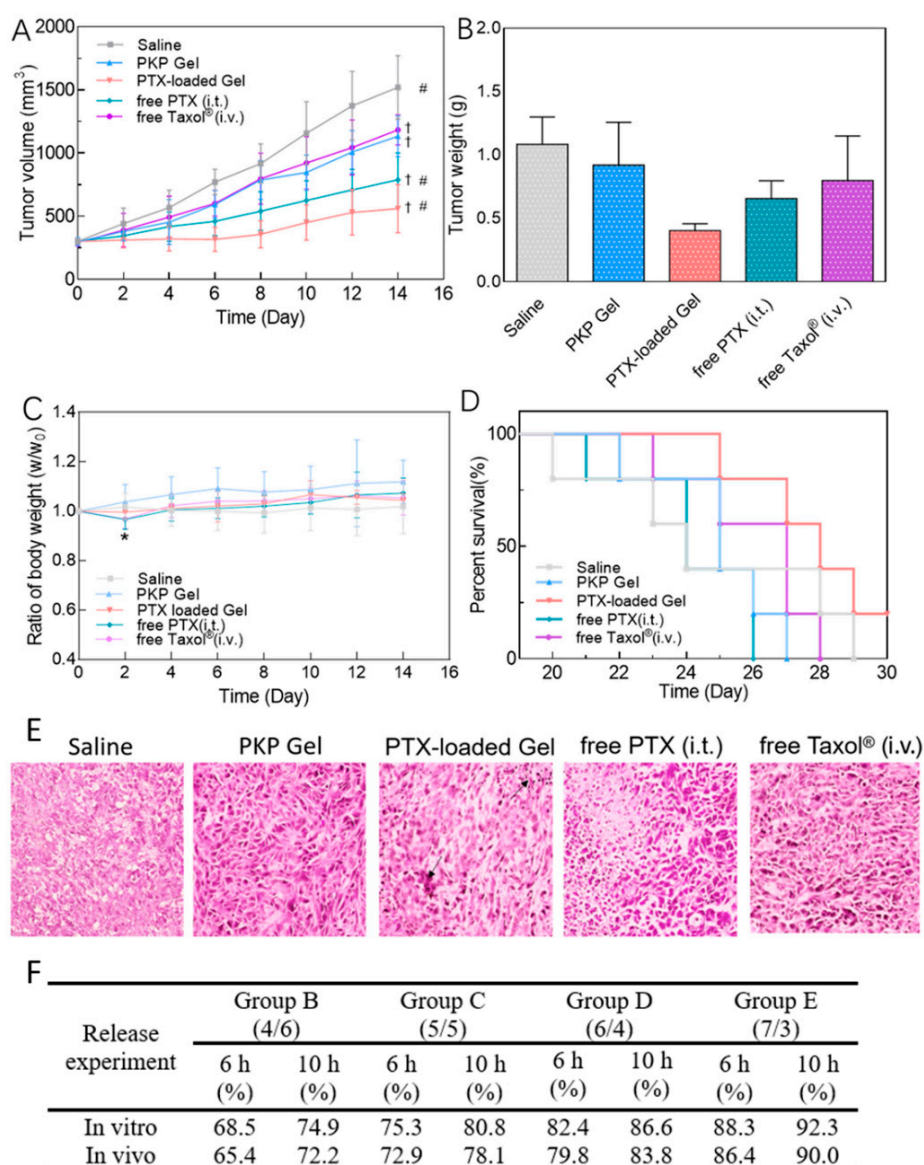 A
Tumor volume (mm³)
2000
1500
1000
500
0
Saline
PKP Gel
PTX-loaded Gel
free PTX (i.t.)
free Taxol® (i.v.)
#
†
†
† #
† #
0 2 4 6 8 10 12 14 16
Time (Day)
B
Tumor weight (g)
2.0
1.5
1.0
0.5
0.0
Saline
PKP Gel
PTX-loaded Gel
free PTX (i.t.)
free Taxol® (i.v.)
C
Ratio of body weight (w/w₀)
1.4
1.2
1.0
0.8
0.6
0.4
*
Saline
PKP Gel
PTX loaded Gel
free PTX(i.t.)
free Taxol®(i.v.)
0 2 4 6 8 10 12 14 16
Time (Day)
D
Percent survival(%)
100
50
0
Saline
PKP Gel
PTX-loaded Gel
free PTX(i.t.)
free Taxol®(i.v.)
20 22 24 26 28 30
Time (Day)
E
Saline PKP Gel PTX-loaded Gel free PTX (i.t.) free Taxol® (i.v.)
F
Release experiment
Group B (4/6) Group C (5/5) Group D (6/4) Group E (7/3)
6 h (%) 10 h (%) 6 h (%) 10 h (%) 6 h (%) 10 h (%) 6 h (%) 10 h (%)
In vitro 68.5 74.9 75.3 80.8 82.4 86.6 88.3 92.3
In vivo 65.4 72.2 72.9 78.1 79.8 83.8 86.4 90.0